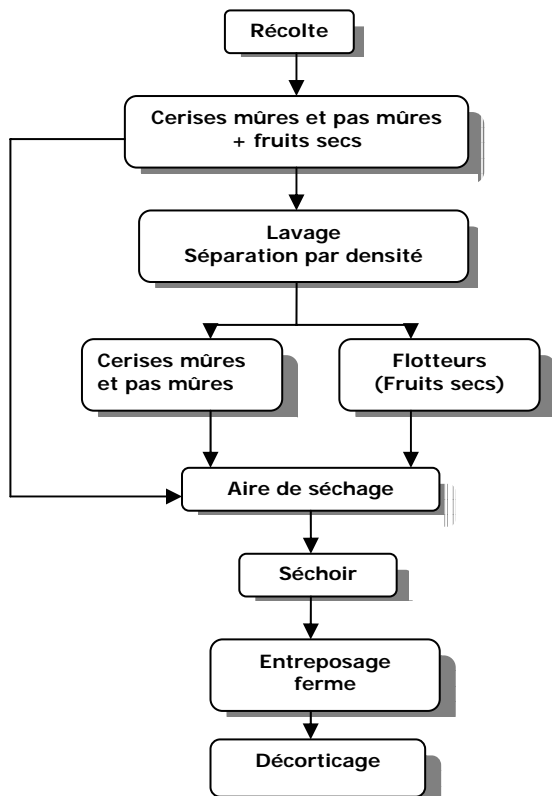 Récolte
Cerises mûres et pas mûres
+ fruits secs
Lavage
Séparation par densité
Cerises mûres
et pas mûres
Flotteurs
(Fruits secs)
Aire de séchage
Séchoir
Entreposage
ferme
Décorticage